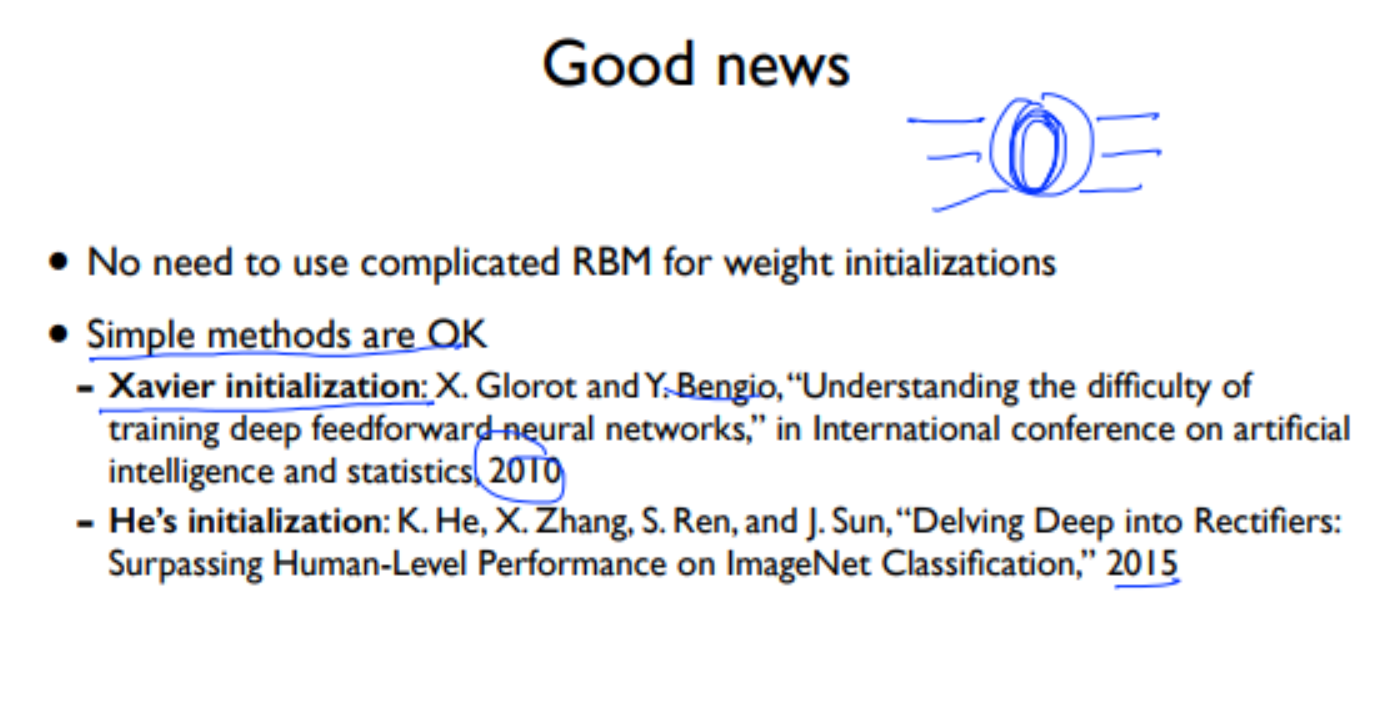 Good news
• No need to use complicated RBM for weight initializations
• Simple methods are OK
- Xavier initialization: X. Glorot and Y. Bengio, “Understanding the difficulty of
training deep feedforward neural networks,” in International conference on artificial
intelligence and statistics, 2010
- He’s initialization: K. He, X. Zhang, S. Ren, and J. Sun, “Delving Deep into Rectifiers:
Surpassing Human-Level Performance on ImageNet Classification,” 2015